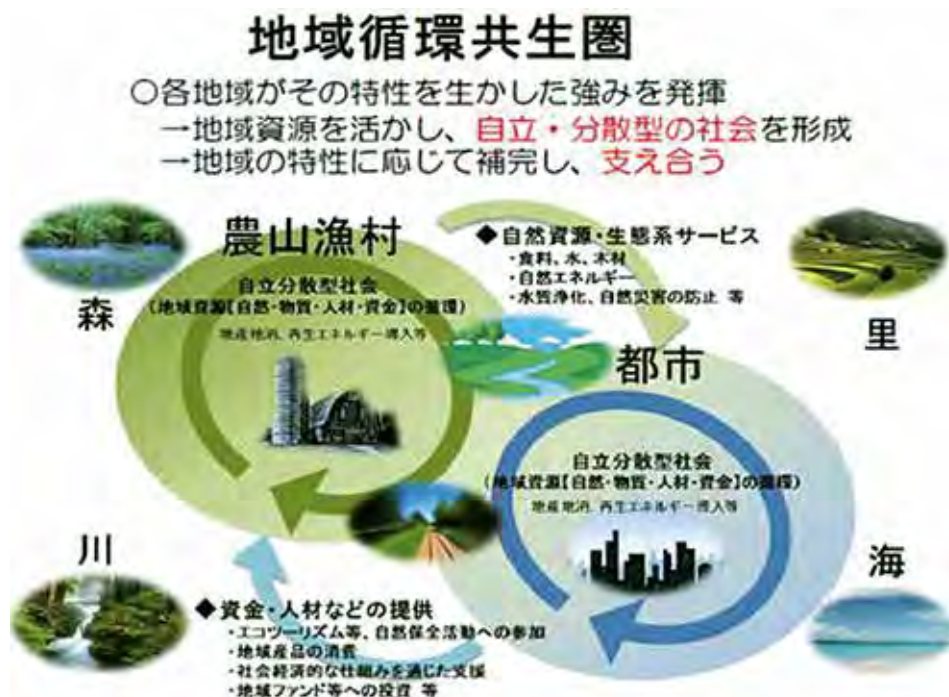 地域循環共生圏
○各地域がその特性を生かした強みを発揮
→地域資源を活かし、自立・分散型の社会を形成
→地域の特性に応じて補完し、支え合う
農山漁村
自立分散型社会
(地域資源【自然・物質・人材・資金】の循環)
地産地消、再生エネルギー導入等
◆自然資源・生態系サービス
・食料、水、木材
・自然エネルギー
・水質浄化、自然災害の防止 等
森
里
都市
自立分散型社会
(地域資源【自然・物質・人材・資金】の循環)
地産地消、再生エネルギー導入等
川
海
◆資金・人材などの提供
・エコツーリズム等、自然保全活動への参加
・地域産品の消費
・社会経済的な仕組みを通じた支援
・地域ファンド等への投資 等